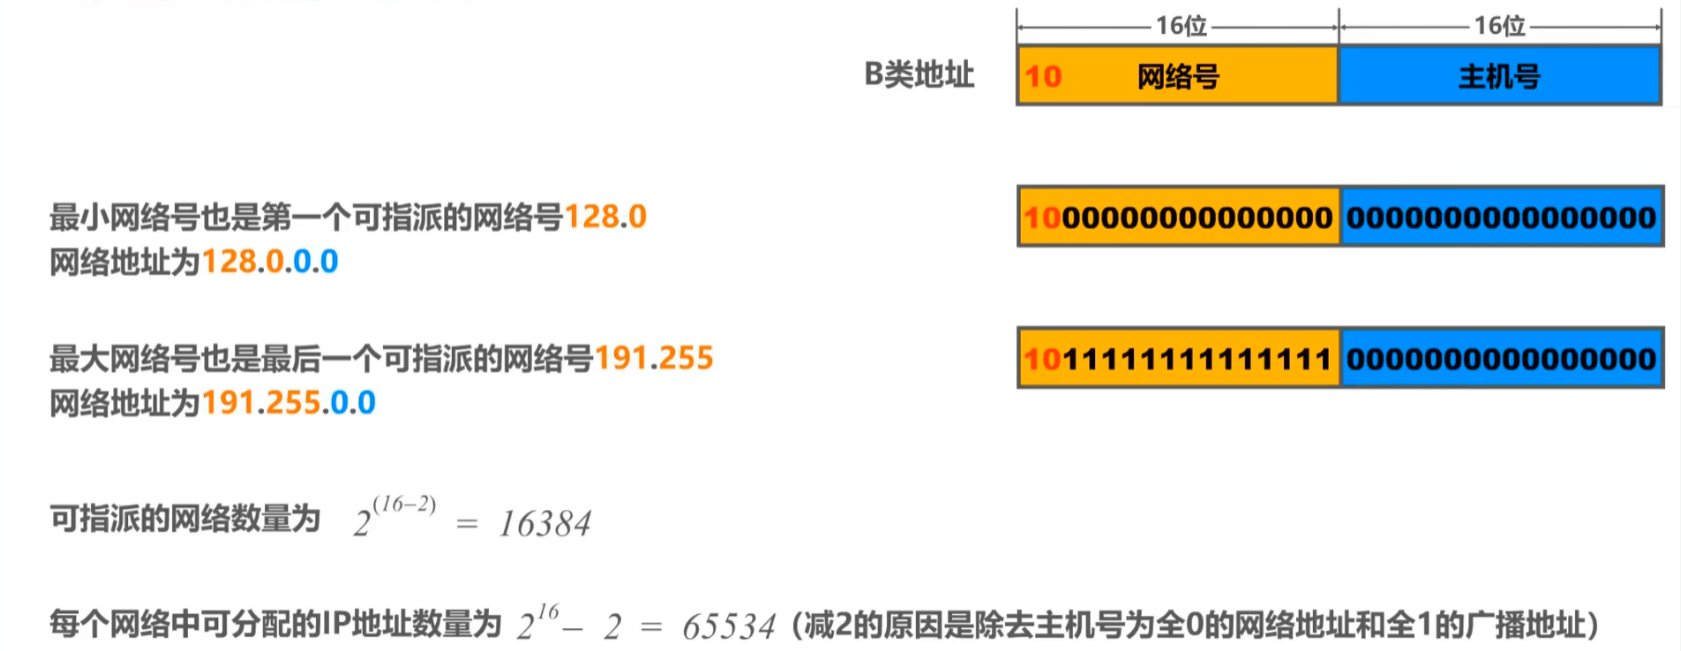 16位 16位
B类地址 10 网络号 主机号
最小网络号也是第一个可指派的网络号128.0
网络地址为128.0.0.0
1000000000000000 0000000000000000
最大网络号也是最后一个可指派的网络号191.255
网络地址为191.255.0.0
1011111111111111 0000000000000000
可指派的网络数量为 2^(16-2) = 16384
每个网络中可分配的IP地址数量为 2^16 - 2 = 65534 (减2的原因是除去主机号为全0的网络地址和全1的广播地址)